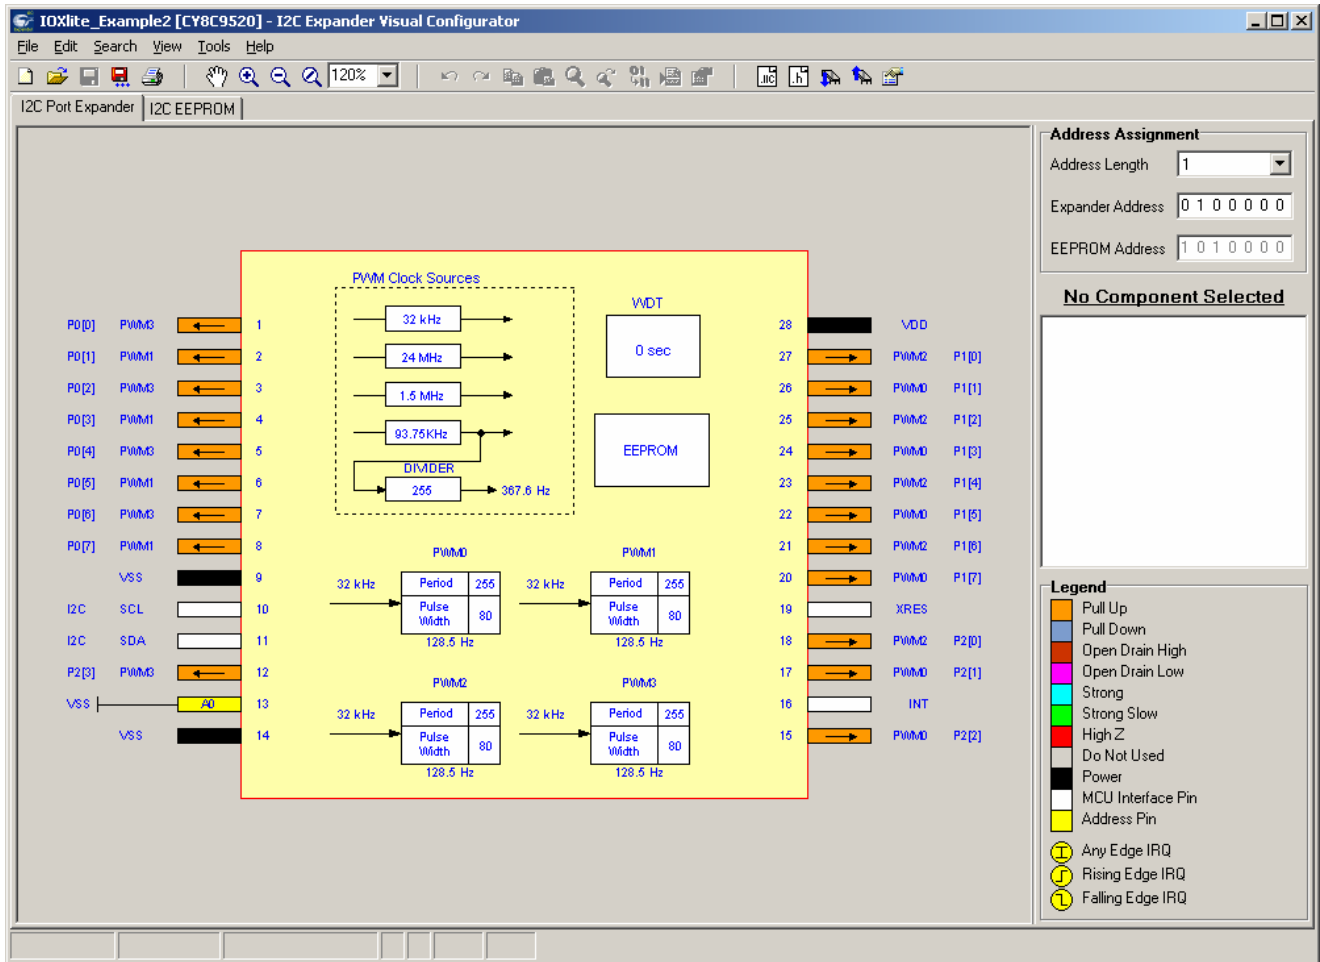 IOXlite_Example2 [CY8C9520] - I2C Expander Visual Configurator
File Edit Search View Tools Help
120%
.iic .h
I2C Port Expander I2C EEPROM
PWM Clock Sources
32 kHz
24 MHz
1.5 MHz
93.75KHz
DIVIDER
255 367.6 Hz
WDT
0 sec
EEPROM
P0[0] PWM3 1
P0[1] PWM1 2
P0[2] PWM3 3
P0[3] PWM1 4
P0[4] PWM3 5
P0[5] PWM1 6
P0[6] PWM3 7
P0[7] PWM1 8
VSS 9
I2C SCL 10
I2C SDA 11
P2[3] PWM3 12
VSS A0 13
VSS 14
28 VDD
27 PWM2 P1[0]
26 PWM0 P1[1]
25 PWM2 P1[2]
24 PWM0 P1[3]
23 PWM2 P1[4]
22 PWM0 P1[5]
21 PWM2 P1[6]
20 PWM0 P1[7]
19 XRES
18 PWM2 P2[0]
17 PWM0 P2[1]
16 INT
15 PWM0 P2[2]
PWM0
32 kHz Period 255
Pulse Width 80
128.5 Hz
PWM1
32 kHz Period 255
Pulse Width 80
128.5 Hz
PWM2
32 kHz Period 255
Pulse Width 80
128.5 Hz
PWM3
32 kHz Period 255
Pulse Width 80
128.5 Hz
Address Assignment
Address Length 1
Expander Address 0 1 0 0 0 0 0
EEPROM Address 1 0 1 0 0 0 0
No Component Selected
Legend
Pull Up
Pull Down
Open Drain High
Open Drain Low
Strong
Strong Slow
High Z
Do Not Used
Power
MCU Interface Pin
Address Pin
Any Edge IRQ
Rising Edge IRQ
Falling Edge IRQ